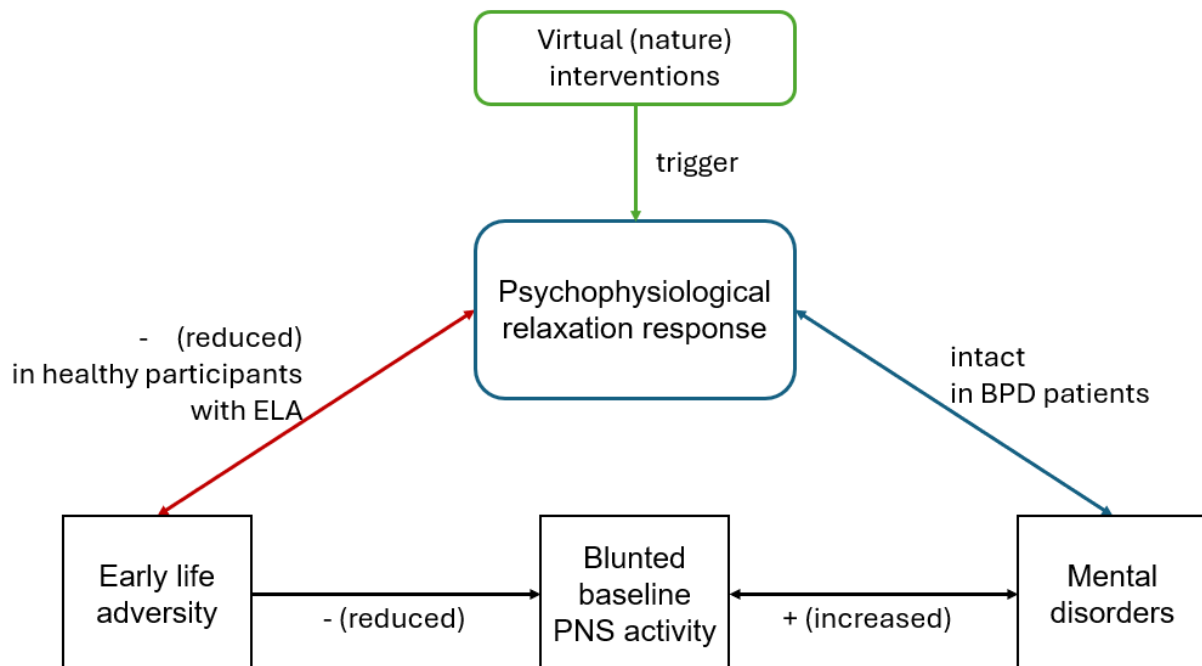 Virtual (nature)
interventions
trigger
Psychophysiological
relaxation response
- (reduced)
in healthy participants
with ELA
intact
in BPD patients
Early life
adversity
- (reduced)
Blunted
baseline
PNS activity
+ (increased)
Mental
disorders